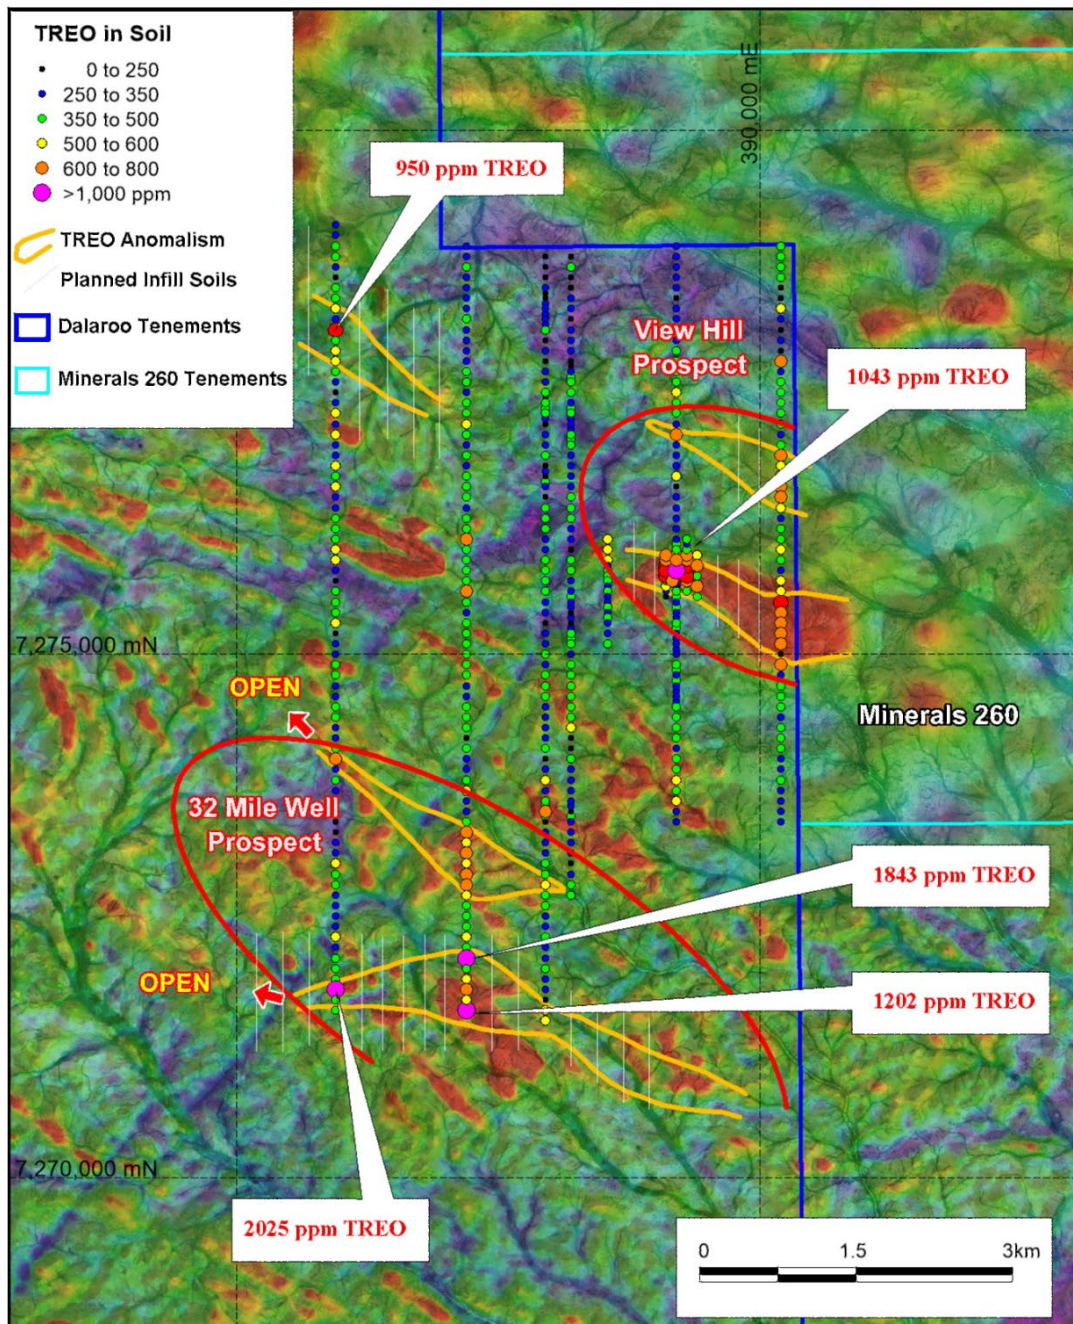 TREO in Soil
0 to 250
250 to 350
350 to 500
500 to 600
600 to 800
>1,000 ppm
TREO Anomalism
Planned Infill Soils
Dalaroo Tenements
Minerals 260 Tenements
390,000 mE
950 ppm TREO
View Hill
Prospect
1043 ppm TREO
7,275,000 mN
OPEN
Minerals 260
32 Mile Well
Prospect
1843 ppm TREO
OPEN
1202 ppm TREO
7,270,000 mN
2025 ppm TREO
0 1.5 3km